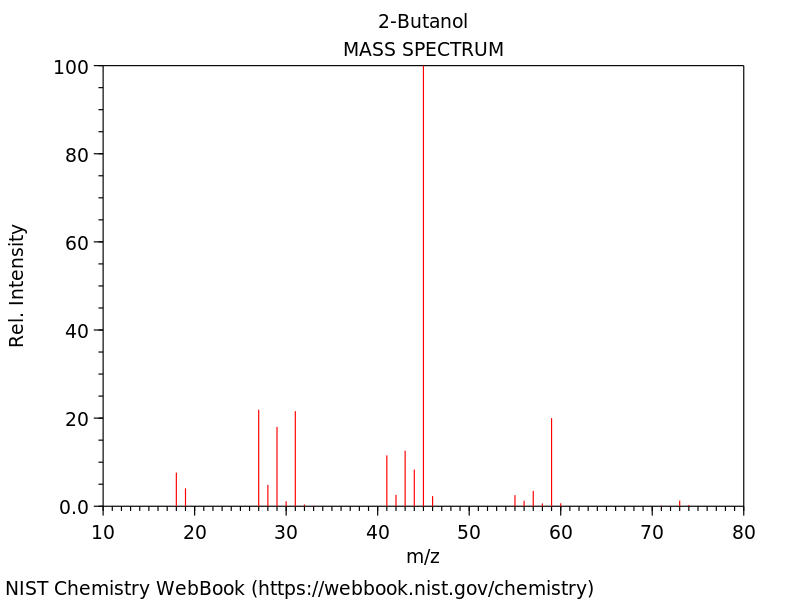 2-Butanol
MASS SPECTRUM
100
80
60
40
20
0.0
Rel. Intensity
10 20 30 40 50 60 70 80
m/z
NIST Chemistry WebBook (https://webbook.nist.gov/chemistry)